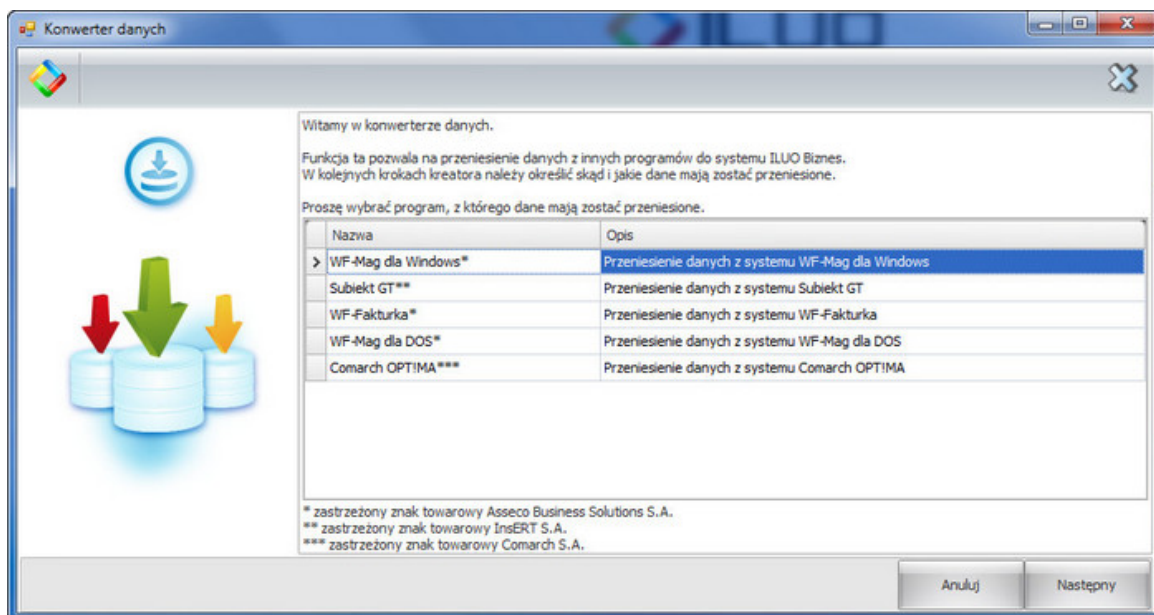 Konwerter danych
ILUO
Witamy w konwerterze danych.
Funkcja ta pozwala na przeniesienie danych z innych programów do systemu ILUO Biznes.
W kolejnych krokach kreatora należy określić skąd i jakie dane mają zostać przeniesione.
Proszę wybrać program, z którego dane mają zostać przeniesione.
Nazwa Opis
WF-Mag dla Windows* Przeniesienie danych z systemu WF-Mag dla Windows
Subiekt GT** Przeniesienie danych z systemu Subiekt GT
WF-Fakturka* Przeniesienie danych z systemu WF-Fakturka
WF-Mag dla DOS* Przeniesienie danych z systemu WF-Mag dla DOS
Comarch OPT!MA*** Przeniesienie danych z systemu Comarch OPT!MA
* zastrzeżony znak towarowy Asseco Business Solutions S.A.
** zastrzeżony znak towarowy InsERT S.A.
*** zastrzeżony znak towarowy Comarch S.A.
Anuluj Następny